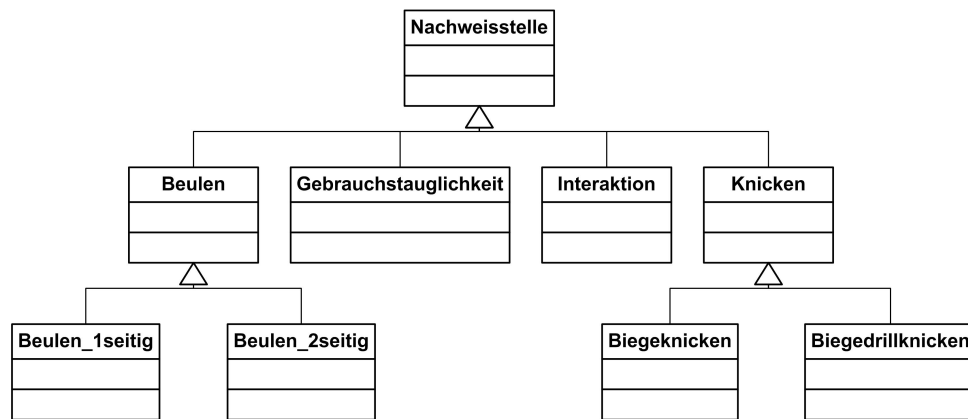 Nachweisstelle
Beulen
Gebrauchstauglichkeit
Interaktion
Knicken
Beulen_1seitig
Beulen_2seitig
Biegeknicken
Biegedrillknicken